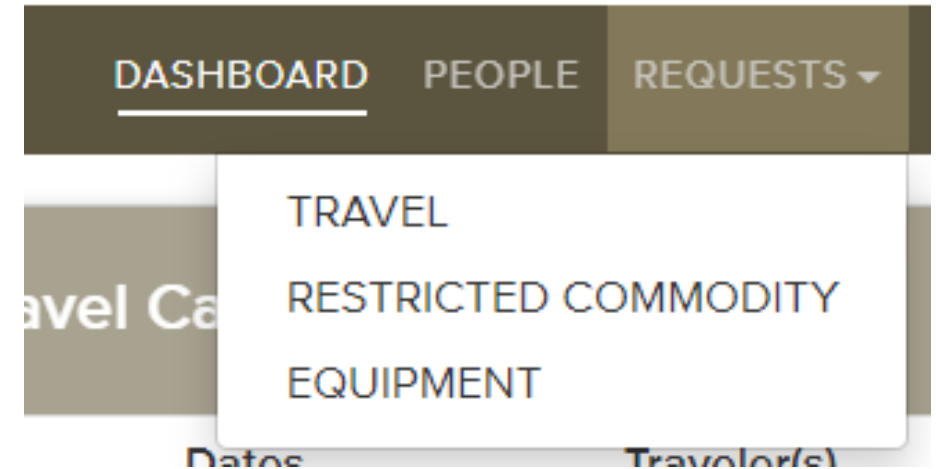 DASHBOARD PEOPLE REQUESTS
TRAVEL
RESTRICTED COMMODITY
EQUIPMENT